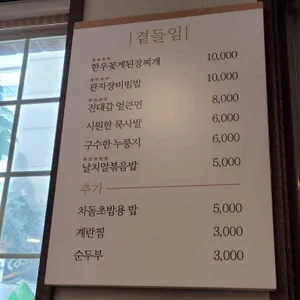 |곁들임|
★★★★
한우꽃게된장찌개 10,000
★★★★
관자장비빔밥 10,000
★★★★
진대감 얼큰면 8,000
시원한 묵사발 6,000
구수한 누룽지 6,000
★★★★★
날치알볶음밥 5,000
추가
차돌초밥용 밥 5,000
계란찜 3,000
순두부 3,000